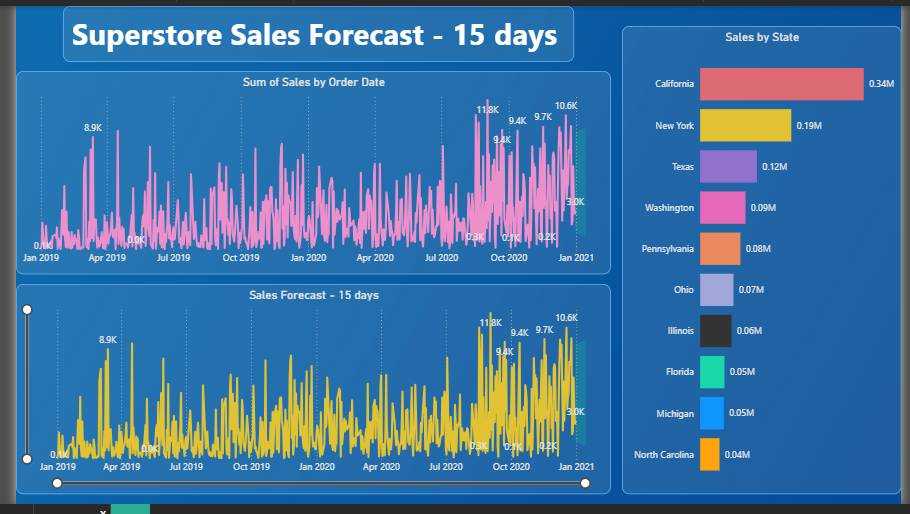 Superstore Sales Forecast - 15 days
Sum of Sales by Order Date
8.9K
11.8K
9.4K
9.4K
9.7K
10.6K
3.0K
0.1K
0.0K
0.3K
0.1K
0.2K
Jan 2019
Apr 2019
Jul 2019
Oct 2019
Jan 2020
Apr 2020
Jul 2020
Oct 2020
Jan 2021
Sales Forecast - 15 days
8.9K
11.8K
9.4K
9.4K
9.7K
10.6K
3.0K
0.1K
0.0K
0.3K
0.1K
0.2K
Jan 2019
Apr 2019
Jul 2019
Oct 2019
Jan 2020
Apr 2020
Jul 2020
Oct 2020
Jan 2021
Sales by State
California 0.34M
New York 0.19M
Texas 0.12M
Washington 0.09M
Pennsylvania 0.08M
Ohio 0.07M
Illinois 0.06M
Florida 0.05M
Michigan 0.05M
North Carolina 0.04M
x